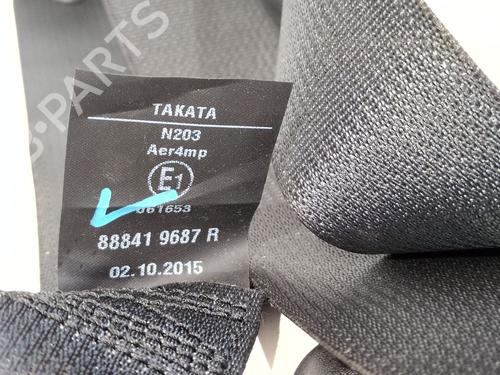 TAKATA
N203
Aer4mp
E1
061653
88841 9687 R
02.10.2015
B-PARTS